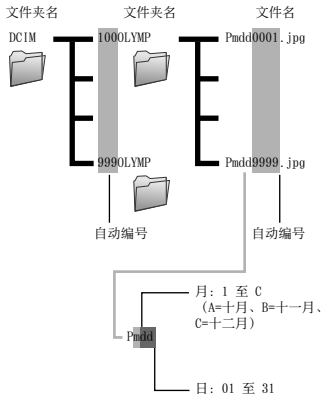 文件夹名 文件夹名 文件名
DCIM 100OLYMP Pmdd0001.jpg
999OLYMP Pmdd9999.jpg
自动编号 自动编号
月: 1 至 C
(A=十月、B=十一月、
C=十二月)
Pmdd
日: 01 至 31